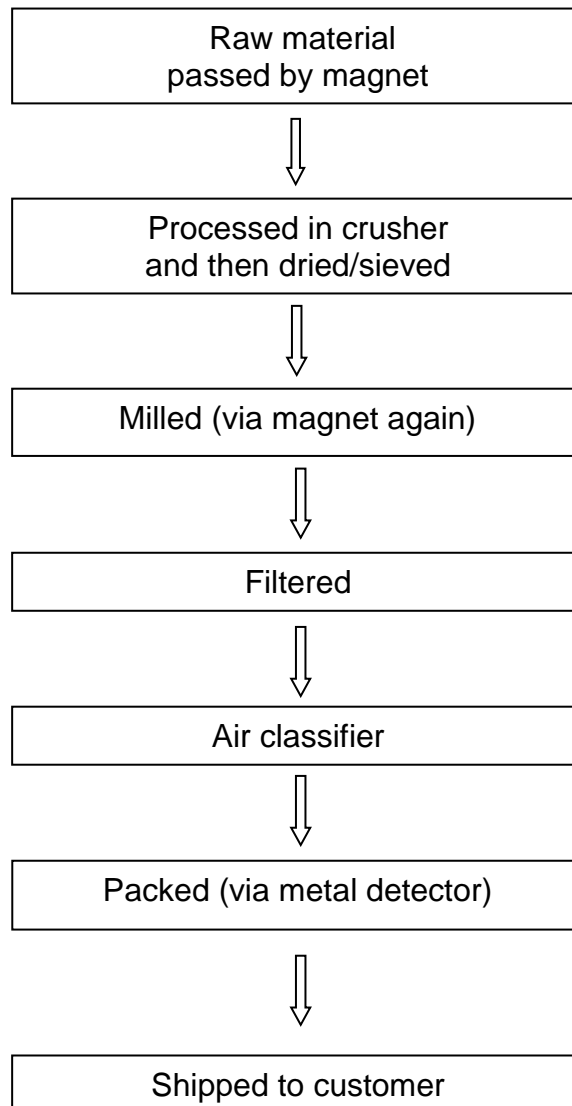 Raw material
passed by magnet
Processed in crusher
and then dried/sieved
Milled (via magnet again)
Filtered
Air classifier
Packed (via metal detector)
Shipped to customer